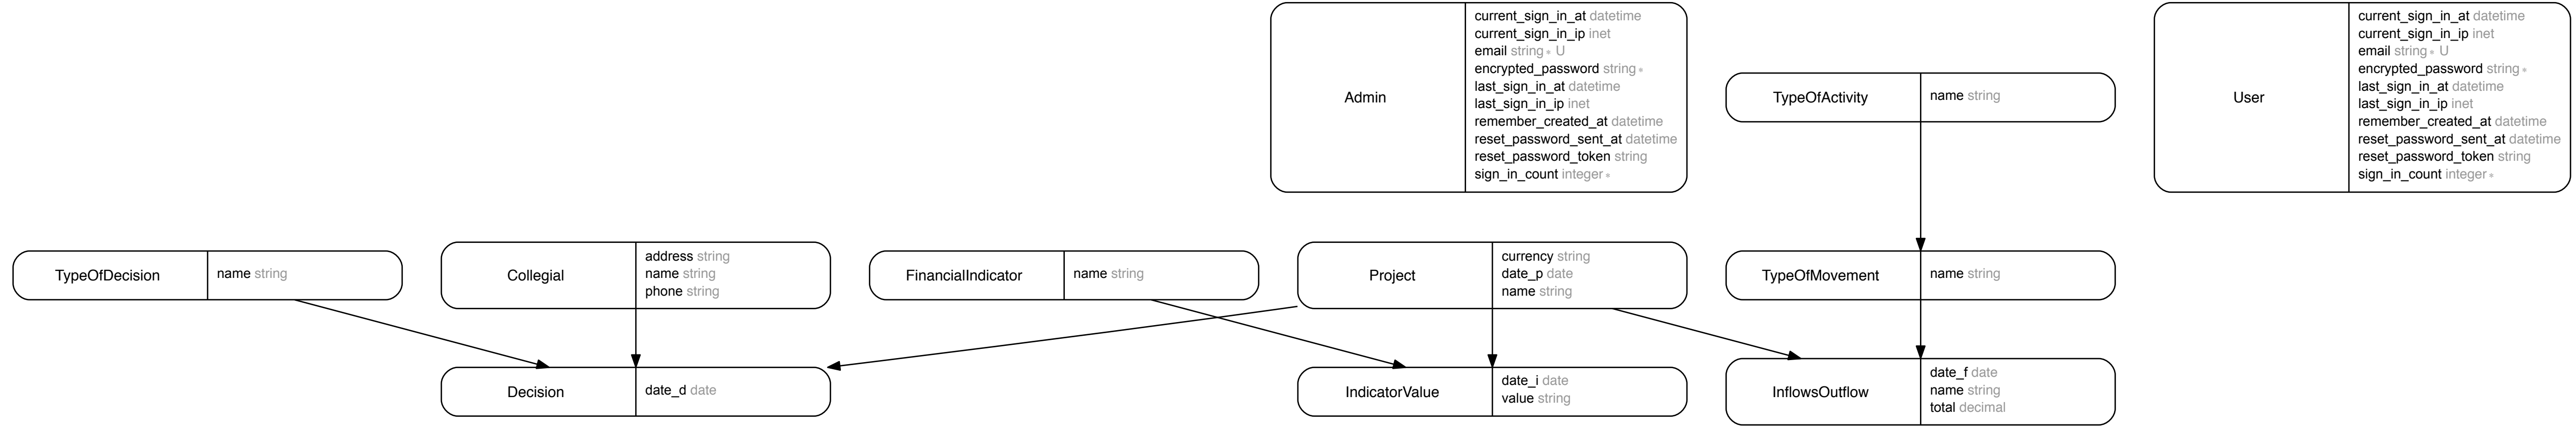 Admin
current_sign_in_at datetime
current_sign_in_ip inet
email string * U
encrypted_password string *
last_sign_in_at datetime
last_sign_in_ip inet
remember_created_at datetime
reset_password_sent_at datetime
reset_password_token string
sign_in_count integer *
TypeOfActivity
name string
User
current_sign_in_at datetime
current_sign_in_ip inet
email string * U
encrypted_password string *
last_sign_in_at datetime
last_sign_in_ip inet
remember_created_at datetime
reset_password_sent_at datetime
reset_password_token string
sign_in_count integer *
TypeOfDecision
name string
Collegial
address string
name string
phone string
FinancialIndicator
name string
Project
currency string
date_p date
name string
TypeOfMovement
name string
Decision
date_d date
IndicatorValue
date_i date
value string
InflowsOutflow
date_f date
name string
total decimal